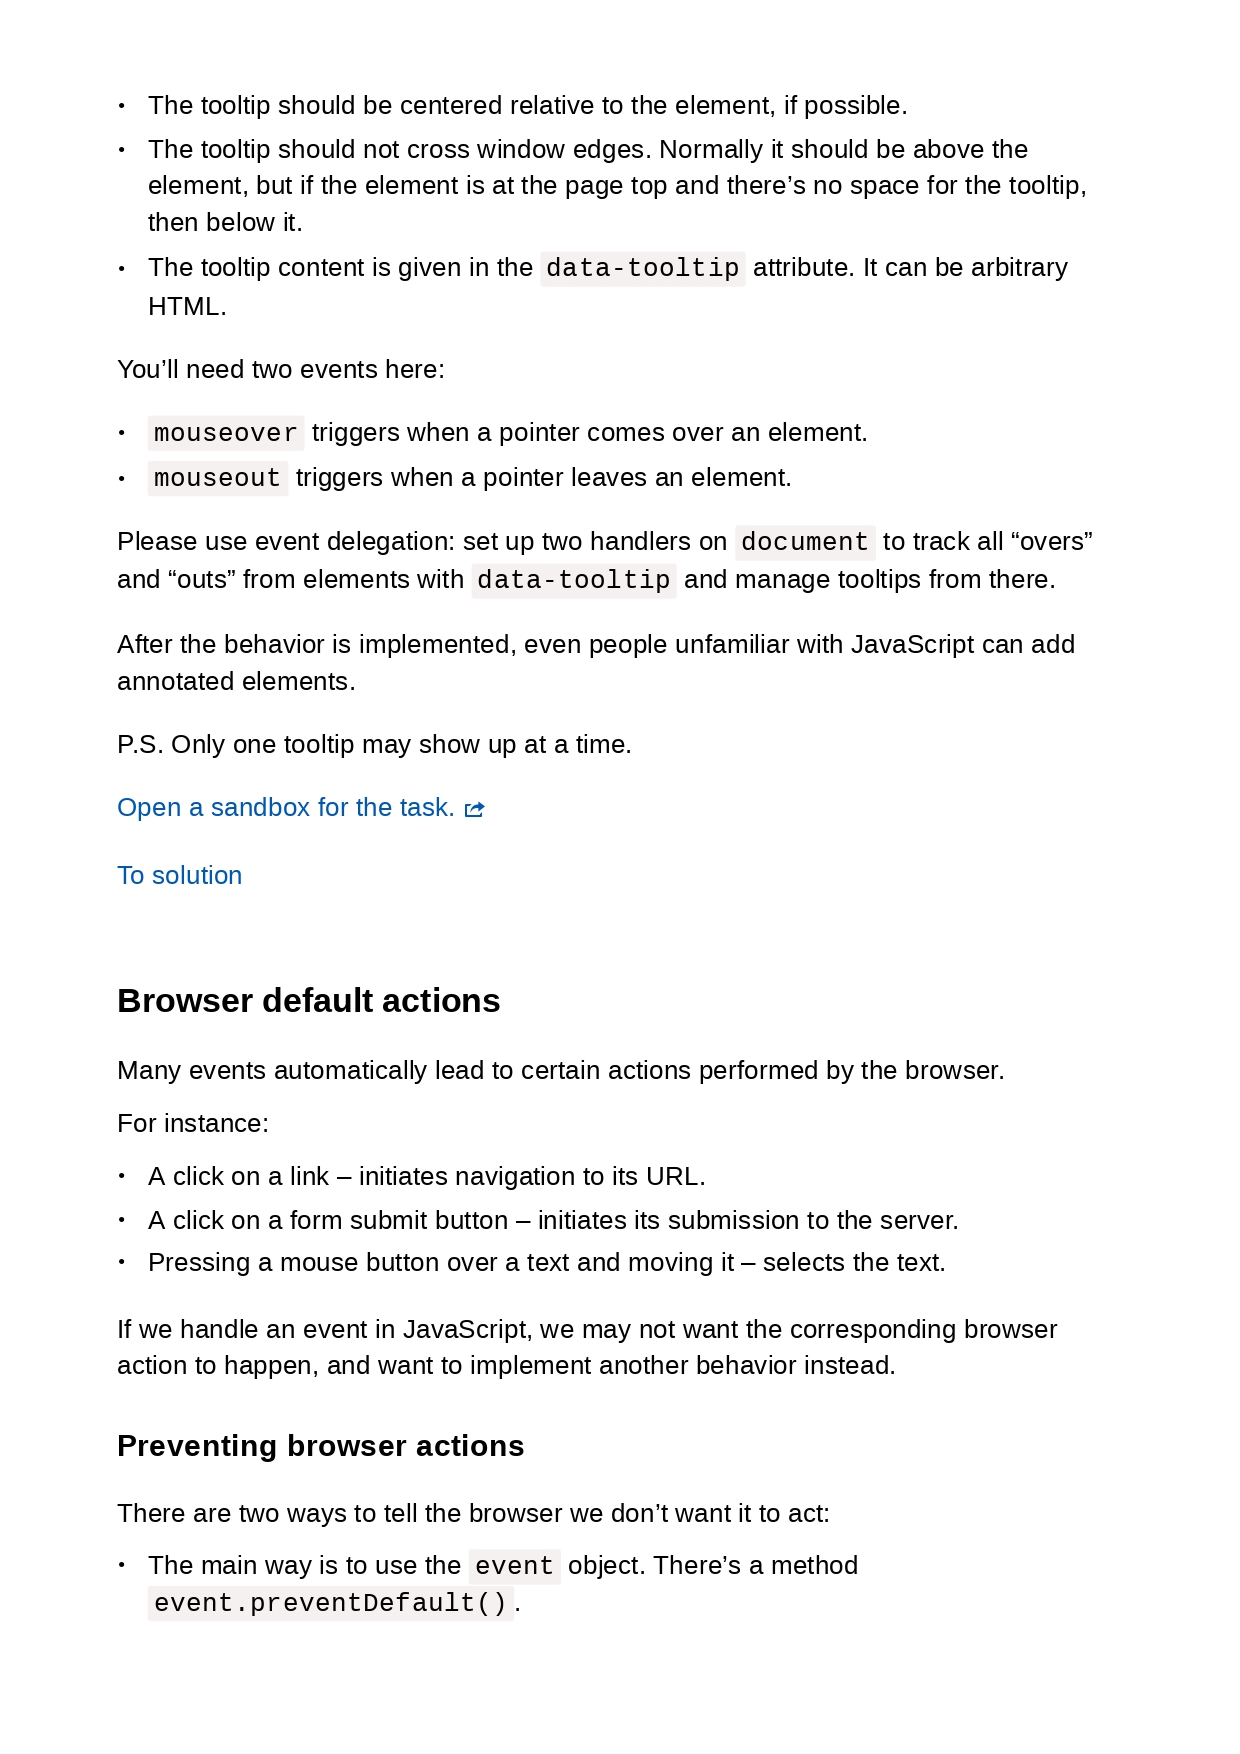 • The tooltip should be centered relative to the element, if possible.
• The tooltip should not cross window edges. Normally it should be above the
element, but if the element is at the page top and there’s no space for the tooltip,
then below it.
• The tooltip content is given in the data-tooltip attribute. It can be arbitrary
HTML.
You’ll need two events here:
• mouseover triggers when a pointer comes over an element.
• mouseout triggers when a pointer leaves an element.
Please use event delegation: set up two handlers on document to track all “overs”
and “outs” from elements with data-tooltip and manage tooltips from there.
After the behavior is implemented, even people unfamiliar with JavaScript can add
annotated elements.
P.S. Only one tooltip may show up at a time.
Open a sandbox for the task.
To solution
Browser default actions
Many events automatically lead to certain actions performed by the browser.
For instance:
• A click on a link – initiates navigation to its URL.
• A click on a form submit button – initiates its submission to the server.
• Pressing a mouse button over a text and moving it – selects the text.
If we handle an event in JavaScript, we may not want the corresponding browser
action to happen, and want to implement another behavior instead.
Preventing browser actions
There are two ways to tell the browser we don’t want it to act:
• The main way is to use the event object. There’s a method
event.preventDefault().